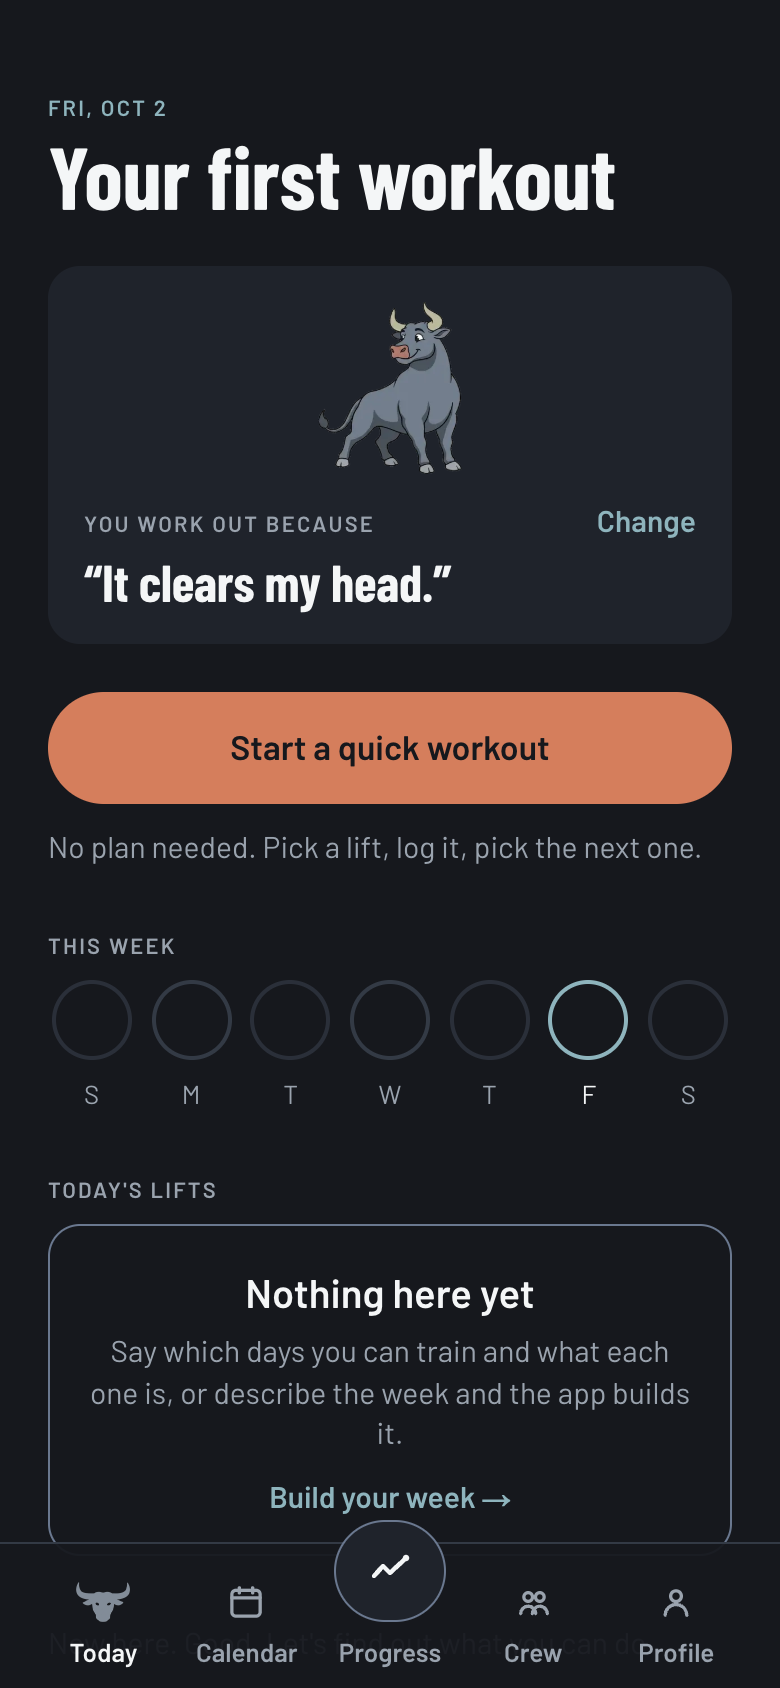 FRI, OCT 2
Your first workout
YOU WORK OUT BECAUSE
Change
“It clears my head.”
Start a quick workout
No plan needed. Pick a lift, log it, pick the next one.
THIS WEEK
S M T W T F S
TODAY'S LIFTS
Nothing here yet
Say which days you can train and what each
one is, or describe the week and the app builds
it.
Build your week →
Today Calendar Progress Crew Profile